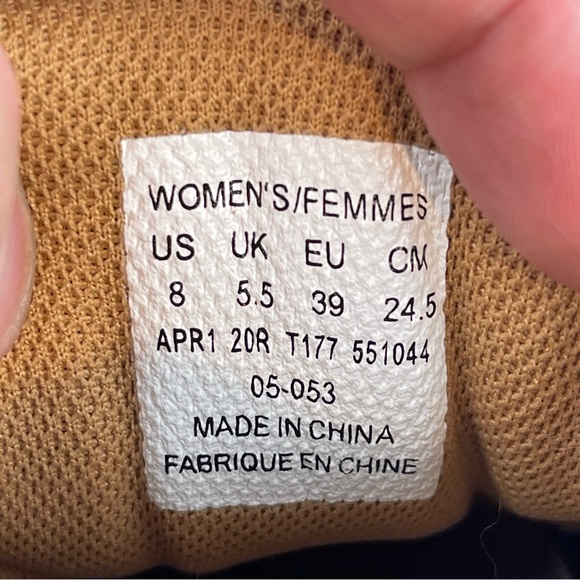 WOMEN'S/FEMMES
US UK EU CM
8 5.5 39 24.5
APR1 20R T177 551044
05-053
MADE IN CHINA
FABRIQUE EN CHINE